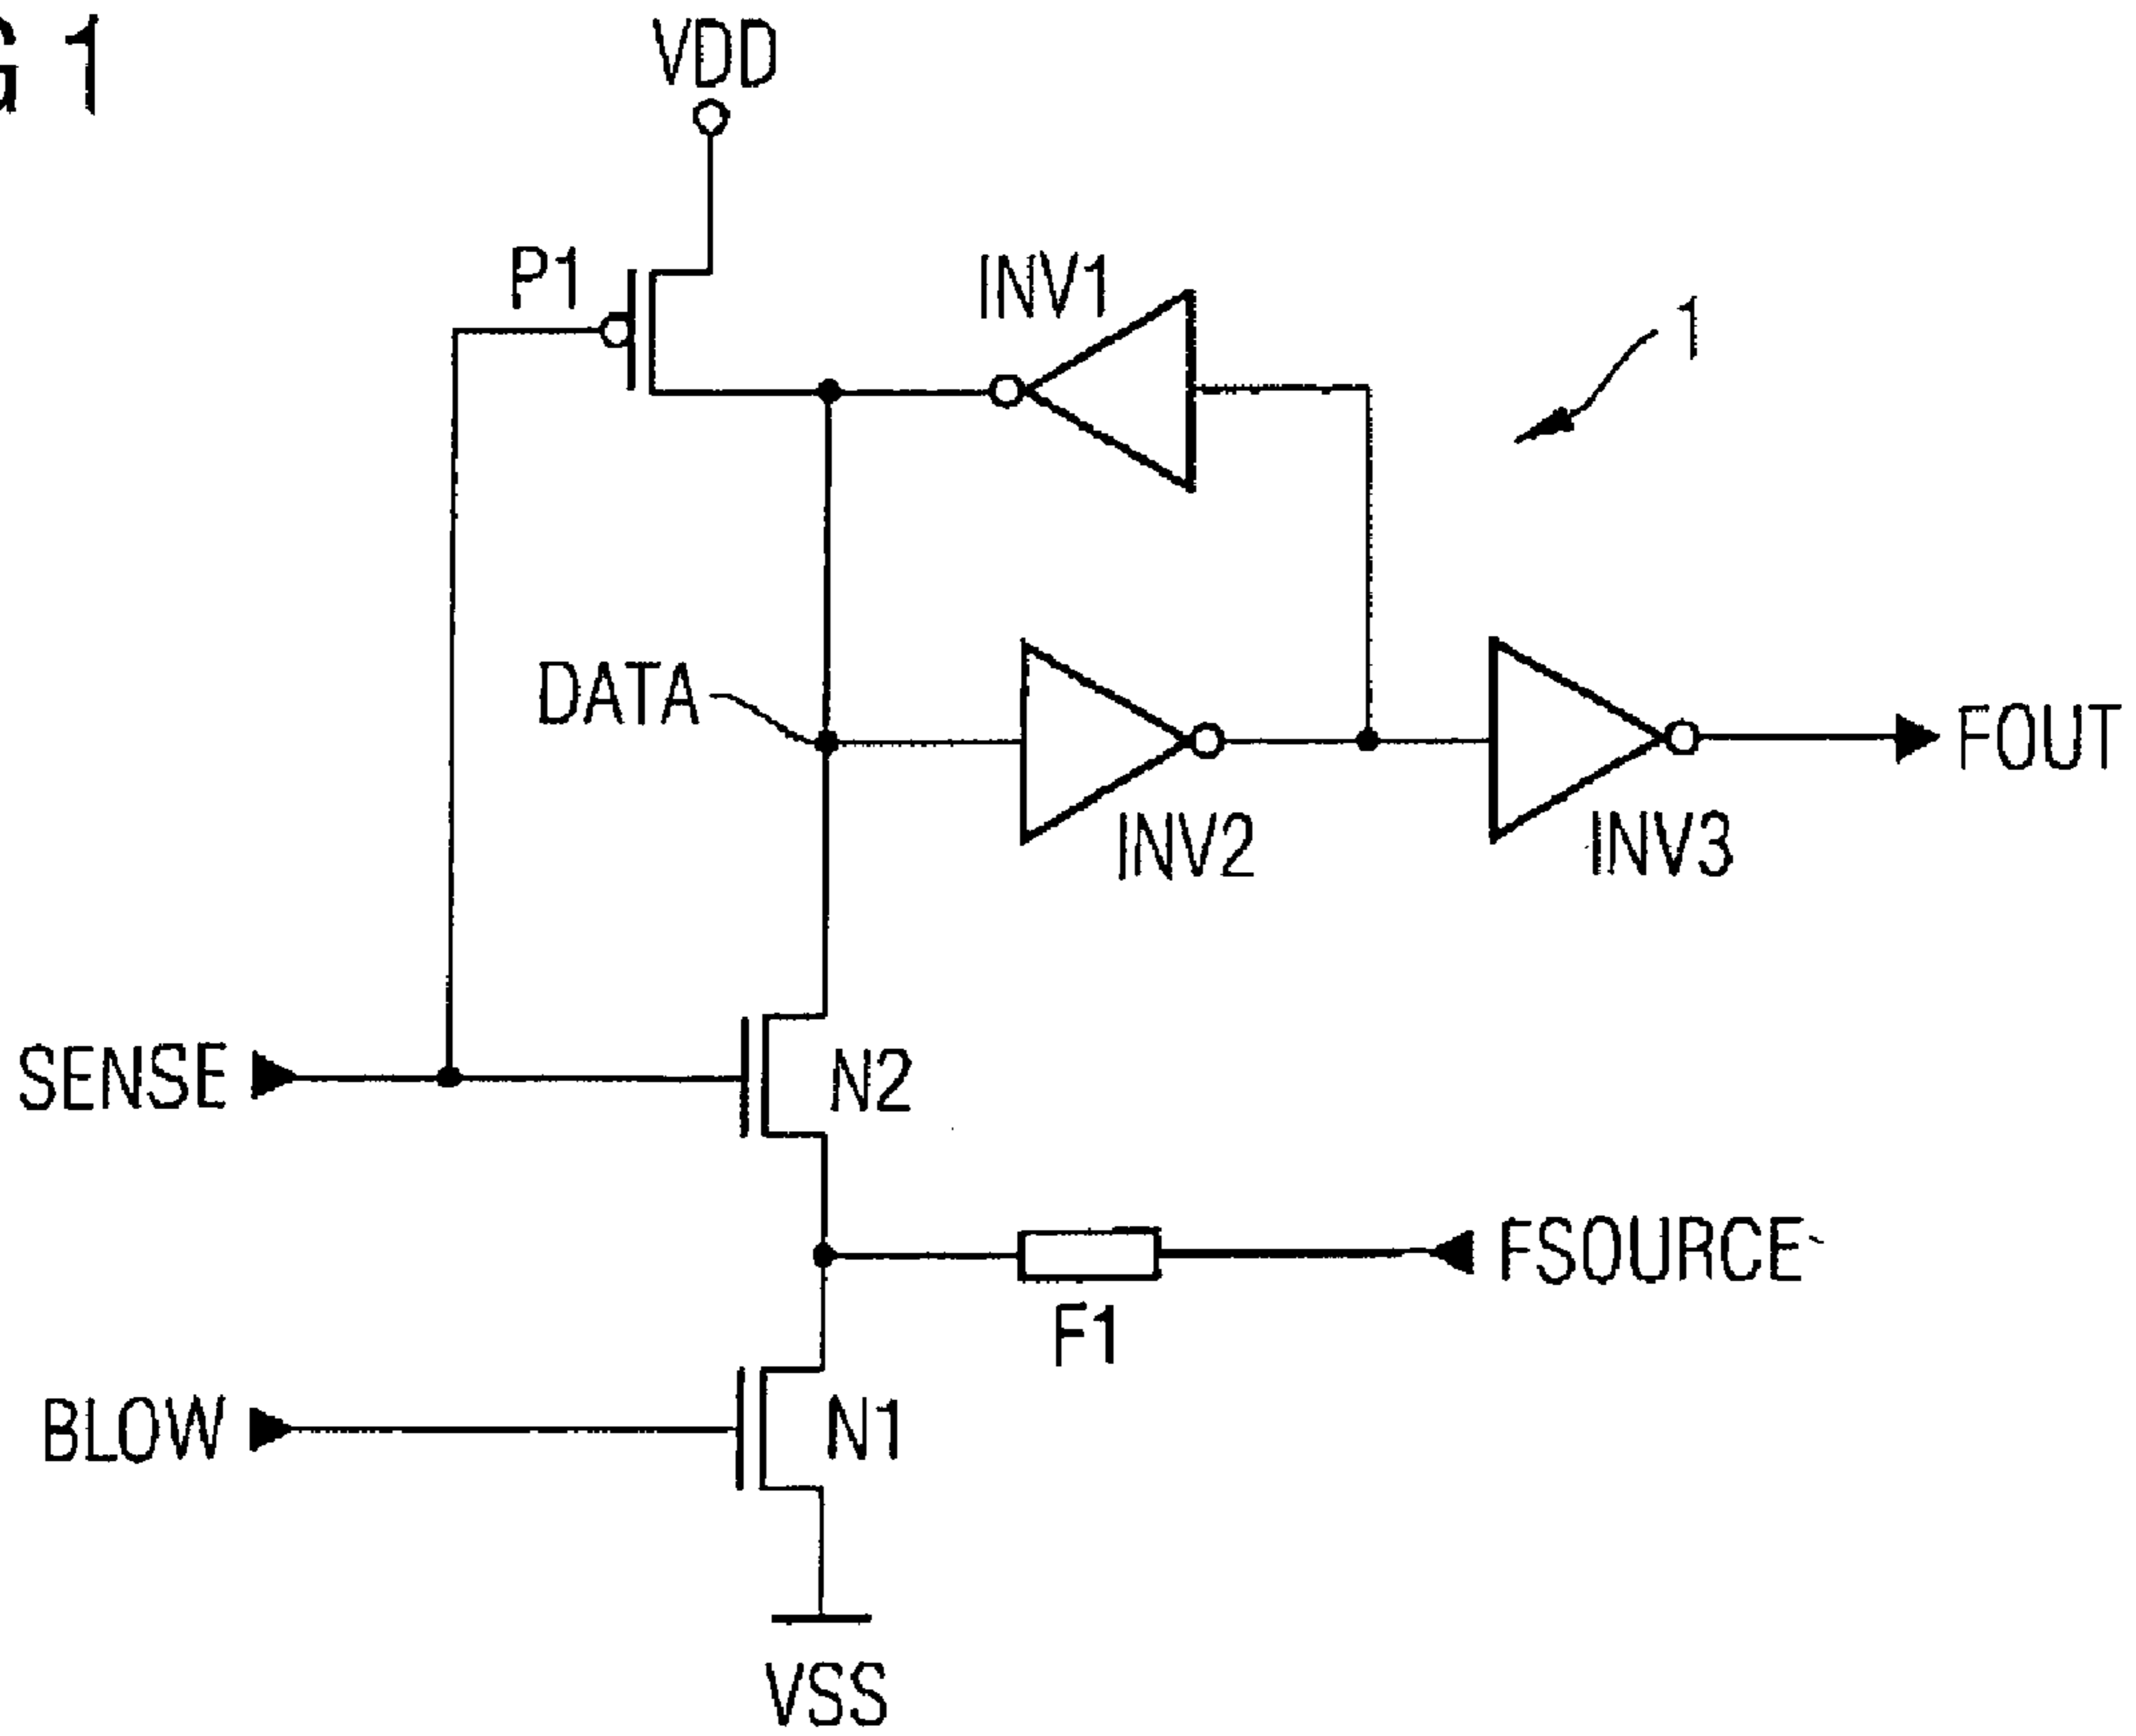 G 1
VDD
P1
INV1
1
DATA
FOUT
INV2
INV3
SENSE
N2
FSOURCE
F1
BLOW
N1
VSS